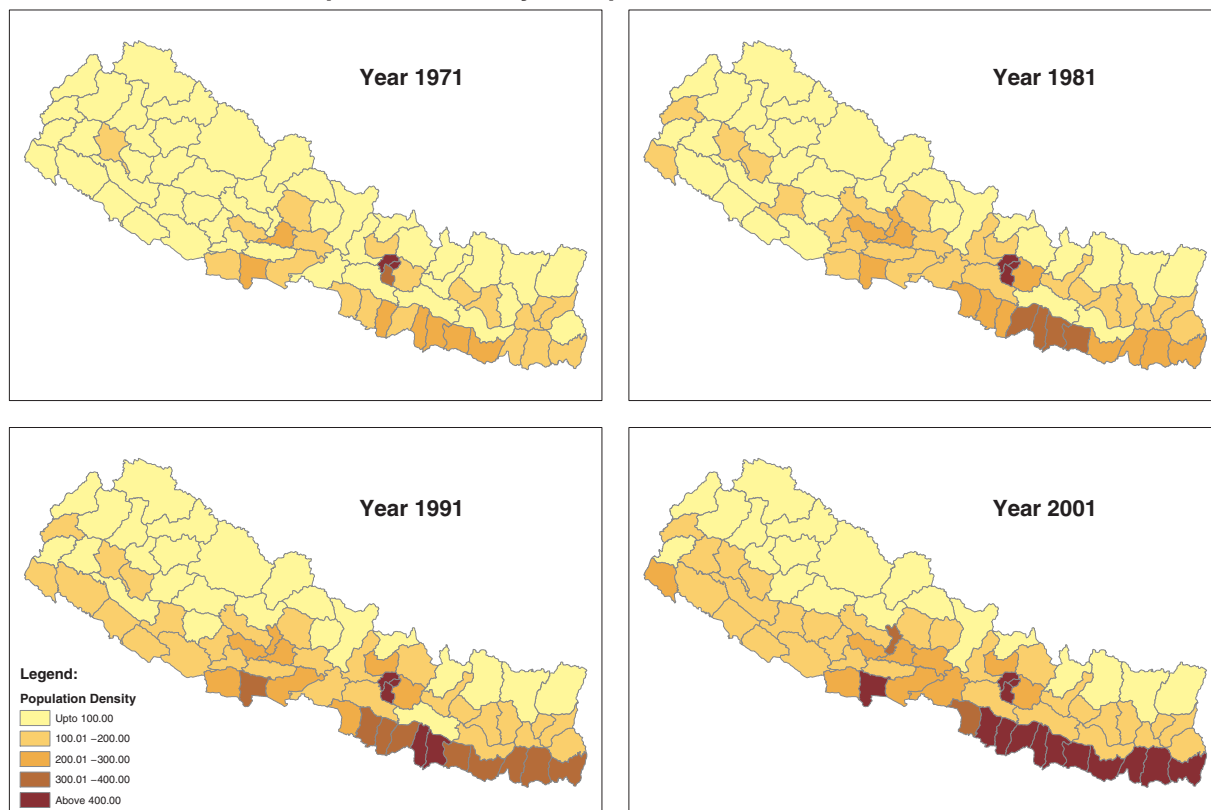 Year 1971
Year 1981
Year 1991
Year 2001
Legend:
Population Density
Upto 100.00
100.01 –200.00
200.01 –300.00
300.01 –400.00
Above 400.00